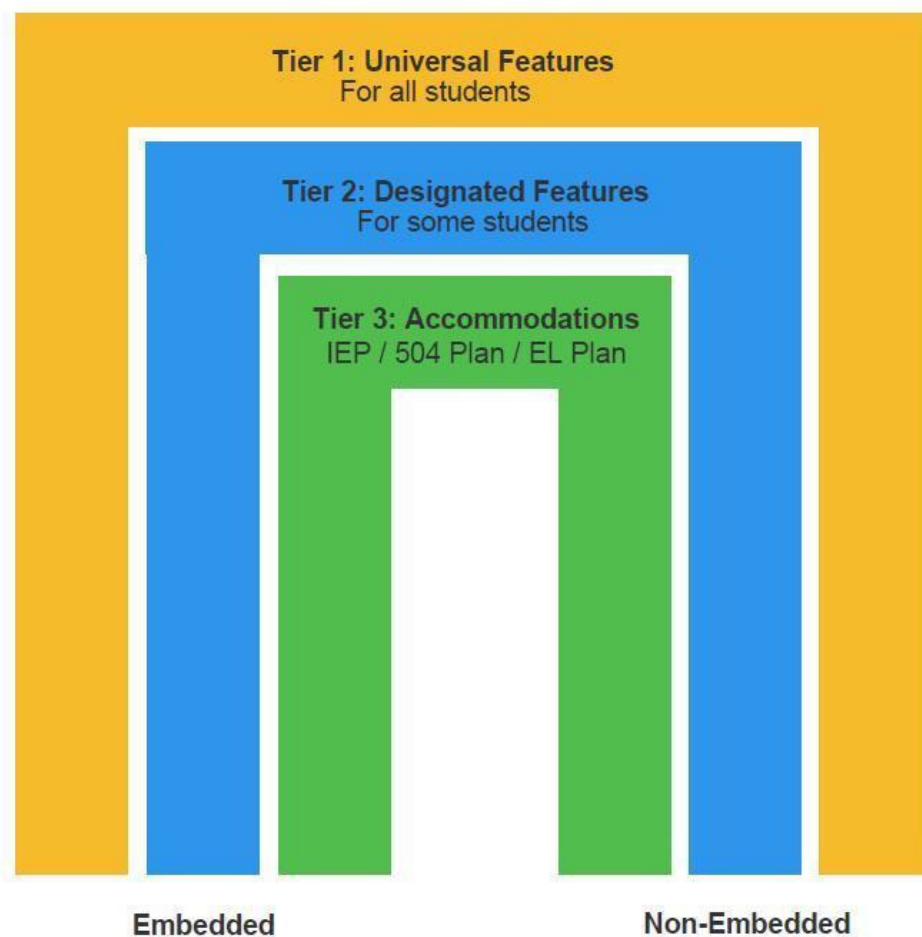 Tier 1: Universal Features
For all students
Tier 2: Designated Features
For some students
Tier 3: Accommodations
IEP / 504 Plan / EL Plan
Embedded
Non-Embedded